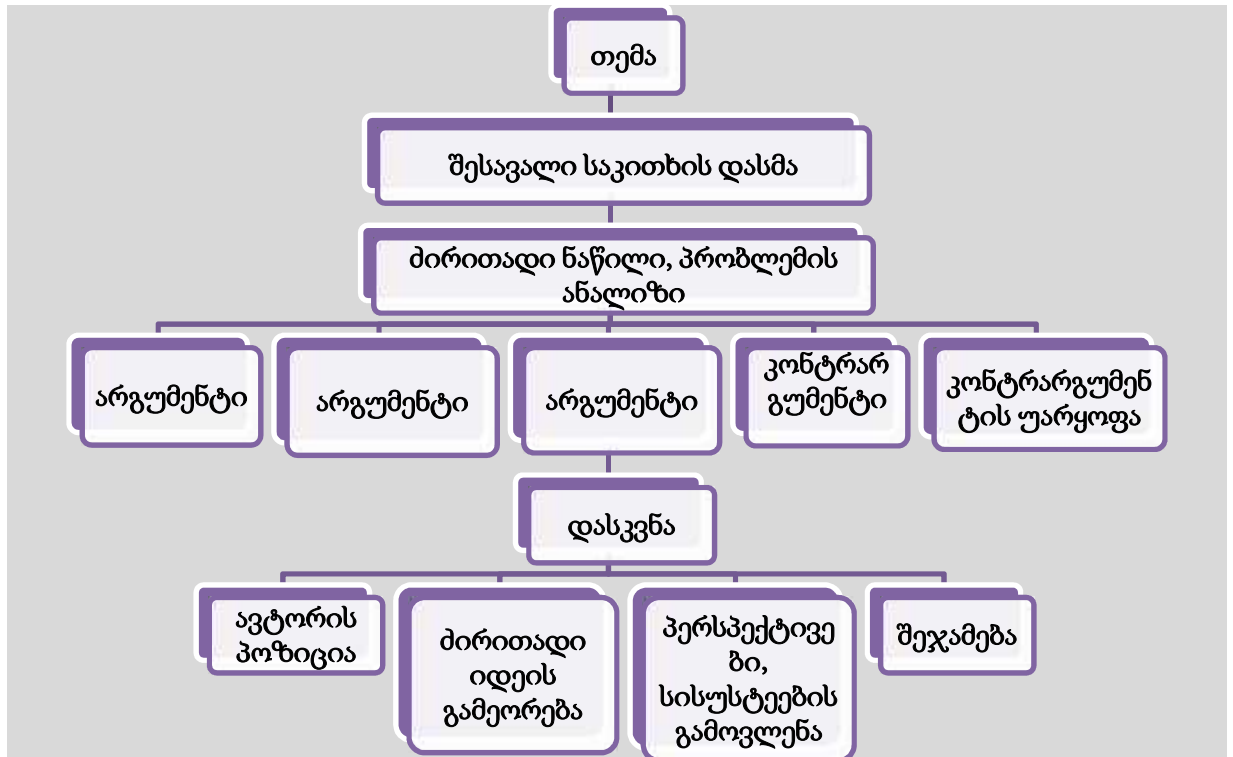 თემა
შესავალი საკითხის დასმა
ძირითადი ნაწილი, პრობლემის
ანალიზი
არგუმენტი
არგუმენტი
არგუმენტი
კონტრარ
გუმენტი
კონტრარგუმენ
ტის უარყოფა
დასკვნა
ავტორის
პოზიცია
ძირითადი
იდეის
გამეორება
პერსპექტივე
ბი,
სისუსტეების
გამოვლენა
შეჯამება